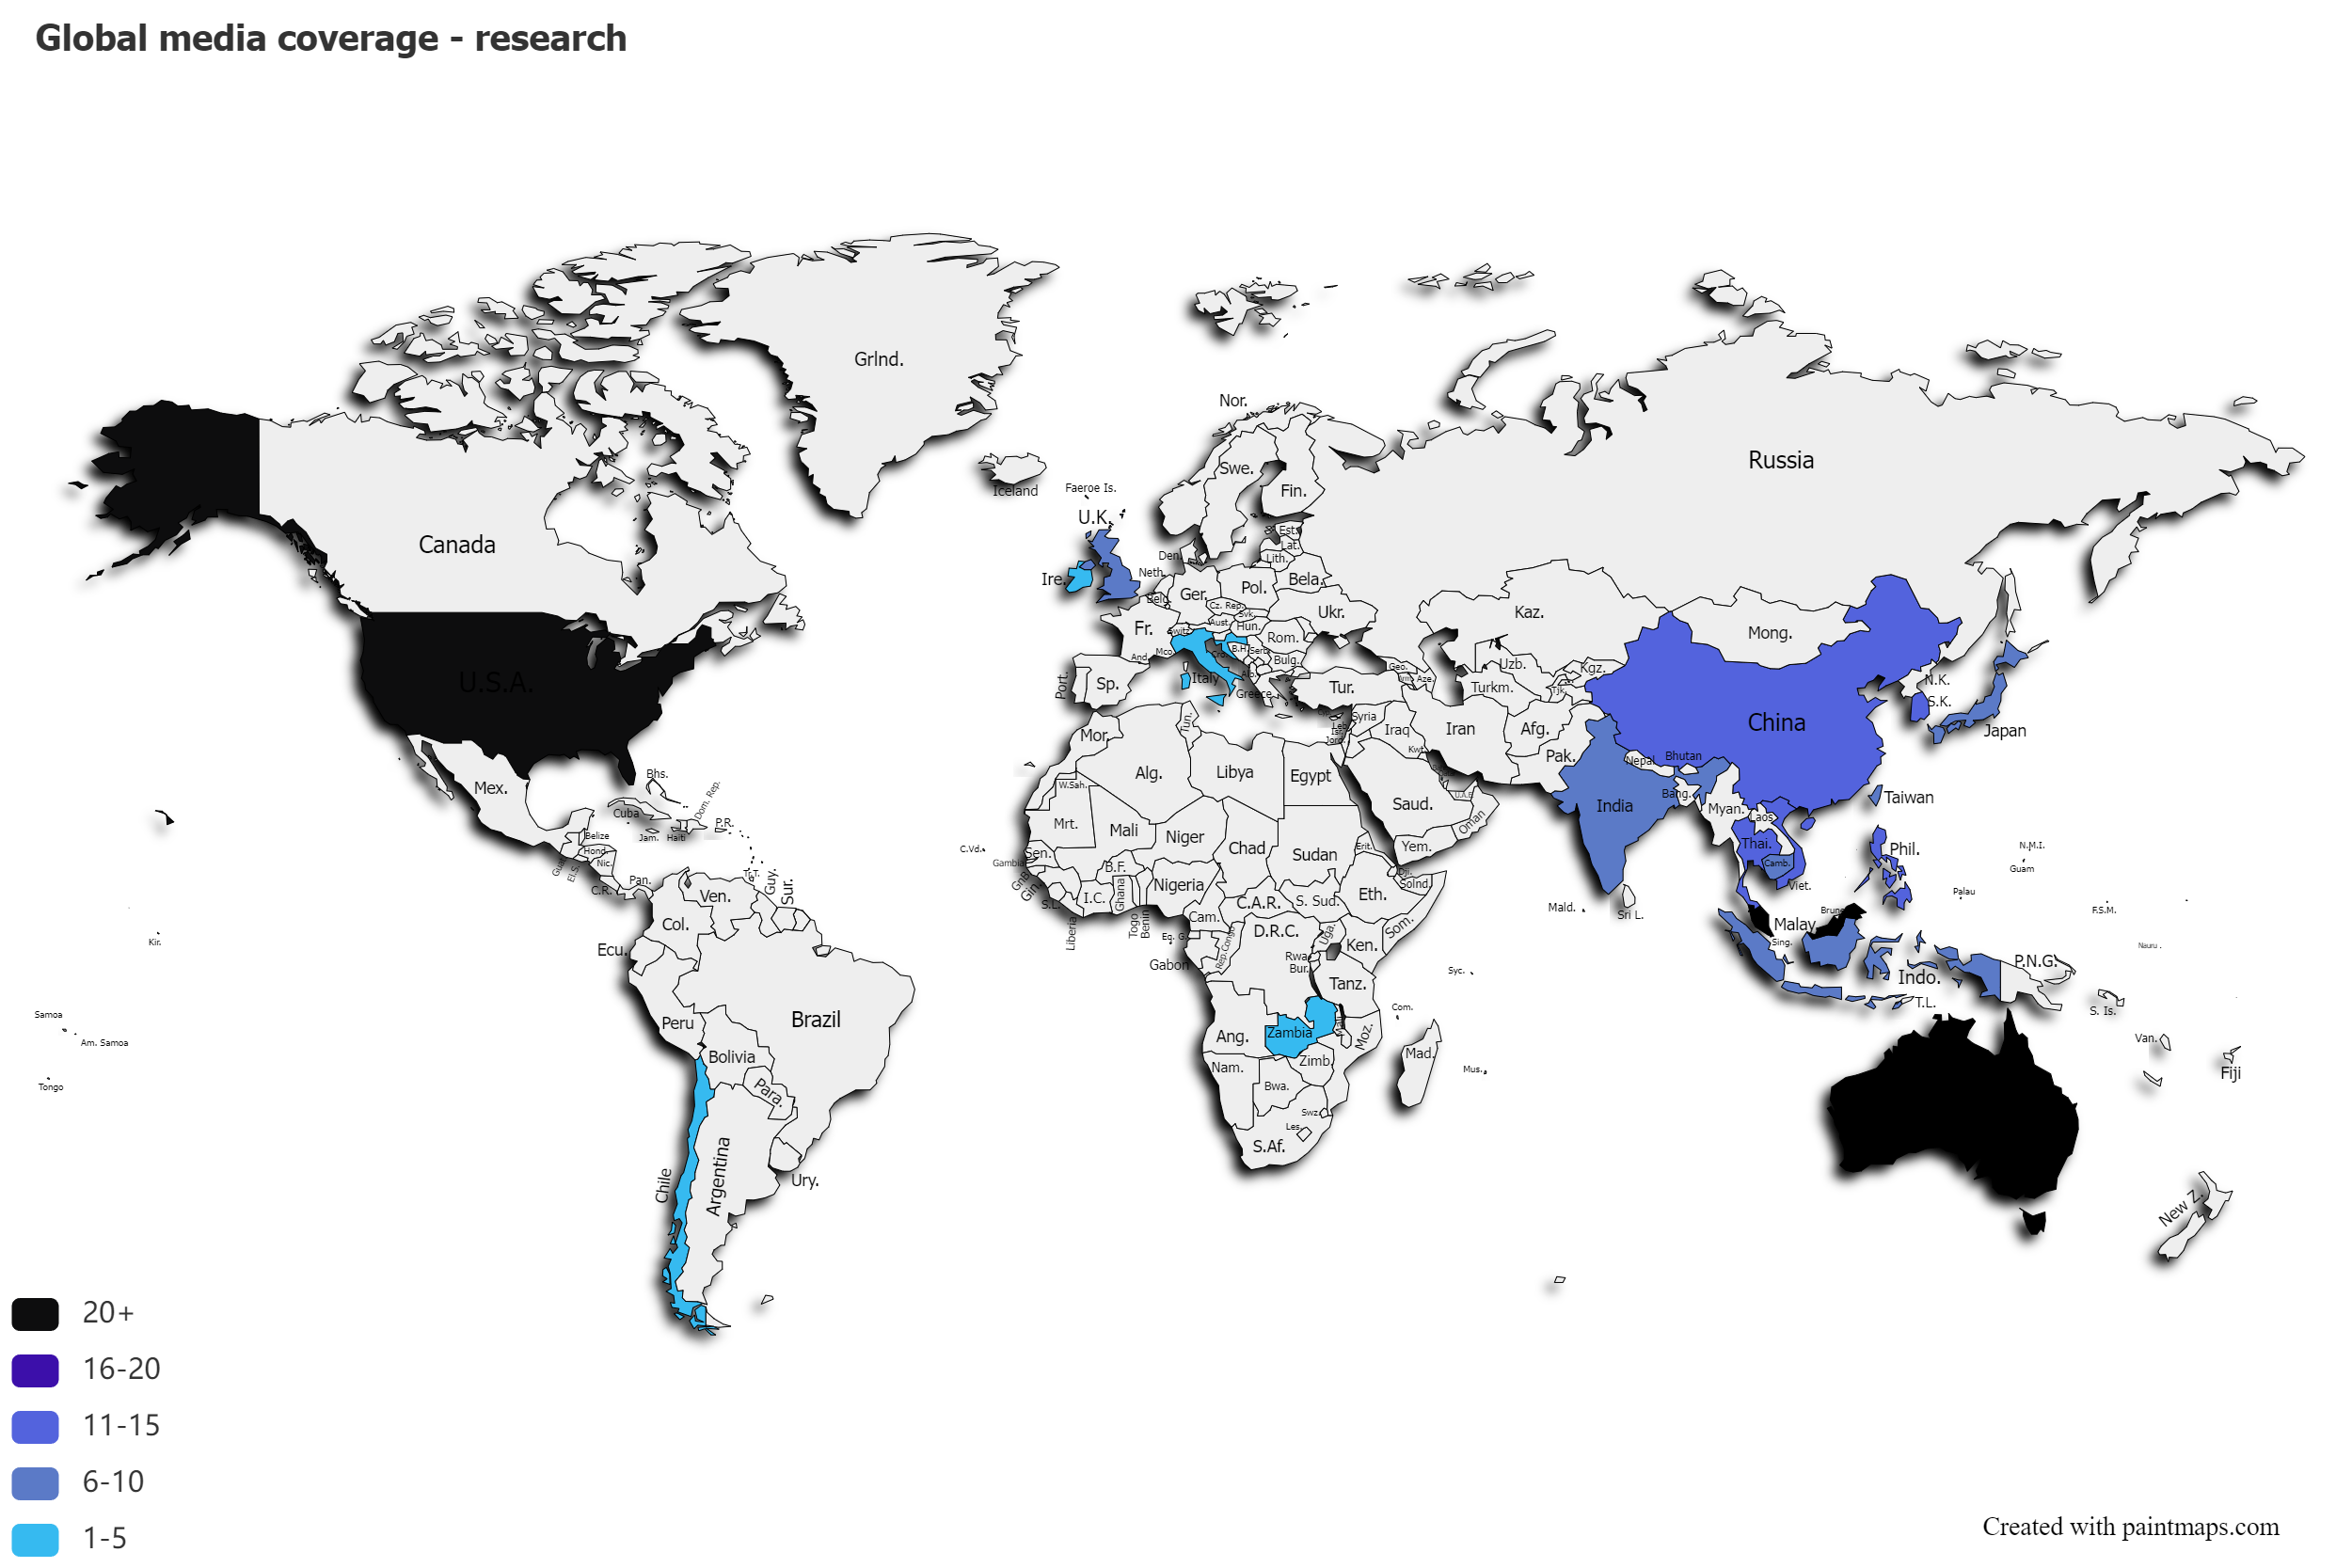 Global media coverage - research
Grlnd.
Nor.
Russia
Swe.
Fin.
Iceland
Faeroe Is.
U.K.
Canada
Est.
Lat.
Lith.
Den.
Ire.
Neth.
Bela.
Pol.
Ger.
Belg.
Cz. Rep.
Svk.
Ukr.
Kaz.
Aust.
Hun.
Fr.
Switz.
Rom.
Mong.
Cro.
B.H.
Serb.
And.
Mco.
Bulg.
Geo.
Uzb.
Kgz.
U.S.A.
Port.
Sp.
Italy
Alb.
Greece
Tur.
Aze.
Turkm.
Tjk.
N.K.
S.K.
China
Japan
Tun.
Mor.
Syria
Leb.
Isr.
Jord.
Iraq
Iran
Afg.
Kwt.
Pak.
Nepal
Bhutan
Mex.
Bhs.
Alg.
Libya
Egypt
W.Sah.
Saud.
U.A.E.
Oman
India
Bang.
Myan.
Laos
Taiwan
Cuba
Dom. Rep.
Jam.
Haiti
P.R.
Belize
Hond.
Nic.
Gua.
El.S.
C.R.
Pan.
Tr.T.
C.Vd.
Mrt.
Mali
Niger
Chad
Sudan
Erit.
Yem.
Thai.
Camb.
Viet.
Phil.
N.M.I.
Guam
Palau
Sen.
Gambia
GnB.
Gin.
S.L.
Liberia
I.C.
B.F.
Ghana
Togo
Benin
Nigeria
Cam.
C.A.R.
S. Sud.
Eth.
Dji.
Solnd.
Som.
Mald.
Sri L.
Ven.
Guy.
Sur.
Col.
Ecu.
Kir.
Eq. G.
Gabon
Rep.Congo
D.R.C.
Uga.
Ken.
Rwa.
Bur.
Tanz.
Syc.
Malay.
Brunei
Sing.
Indo.
T.L.
P.N.G.
F.S.M.
Nauru
S. Is.
Samoa
Am. Samoa
Tongo
Peru
Brazil
Bolivia
Para.
Chile
Argentina
Ury.
Ang.
Zambia
Mali.
Moz.
Com.
Zimb.
Mad.
Mus.
Nam.
Bwa.
Swz.
Les.
S.Af.
Van.
Fiji
New Z.
20+
16-20
11-15
6-10
1-5
Created with paintmaps.com